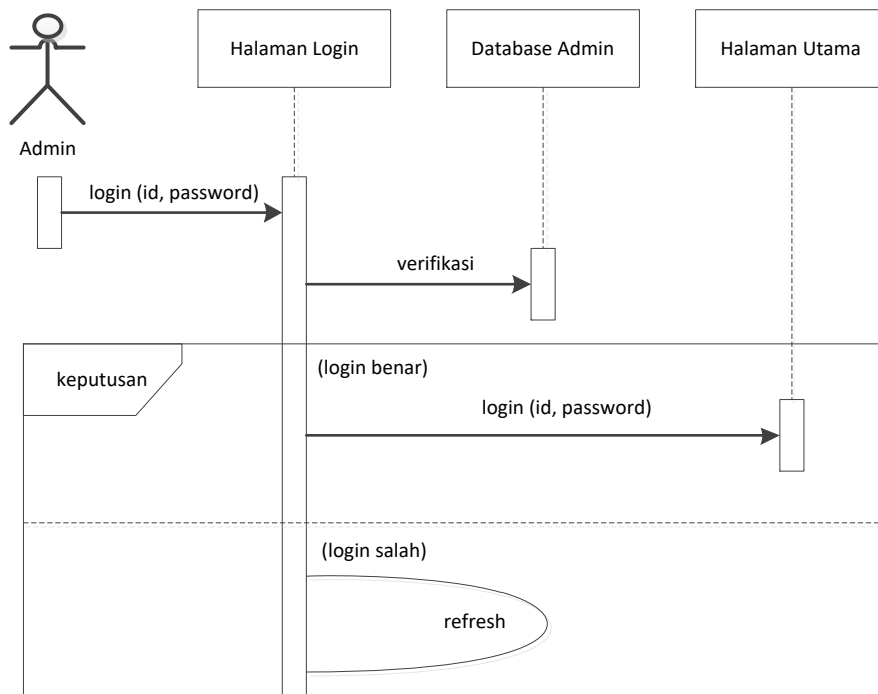 Halaman Login
Database Admin
Halaman Utama
Admin
login (id, password)
verifikasi
keputusan
(login benar)
login (id, password)
(login salah)
refresh